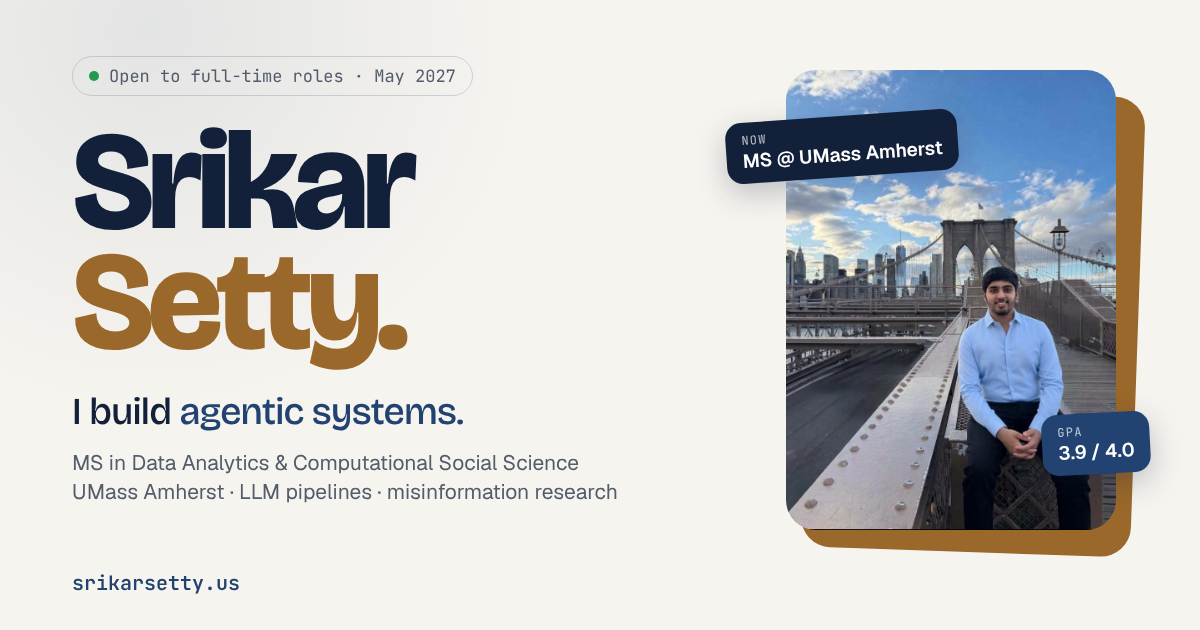 Open to full-time roles · May 2027
Srikar
Setty.
I build agentic systems.
MS in Data Analytics & Computational Social Science
UMass Amherst · LLM pipelines · misinformation research
srikarsetty.us
NOW
MS @ UMass Amherst
GPA
3.9 / 4.0